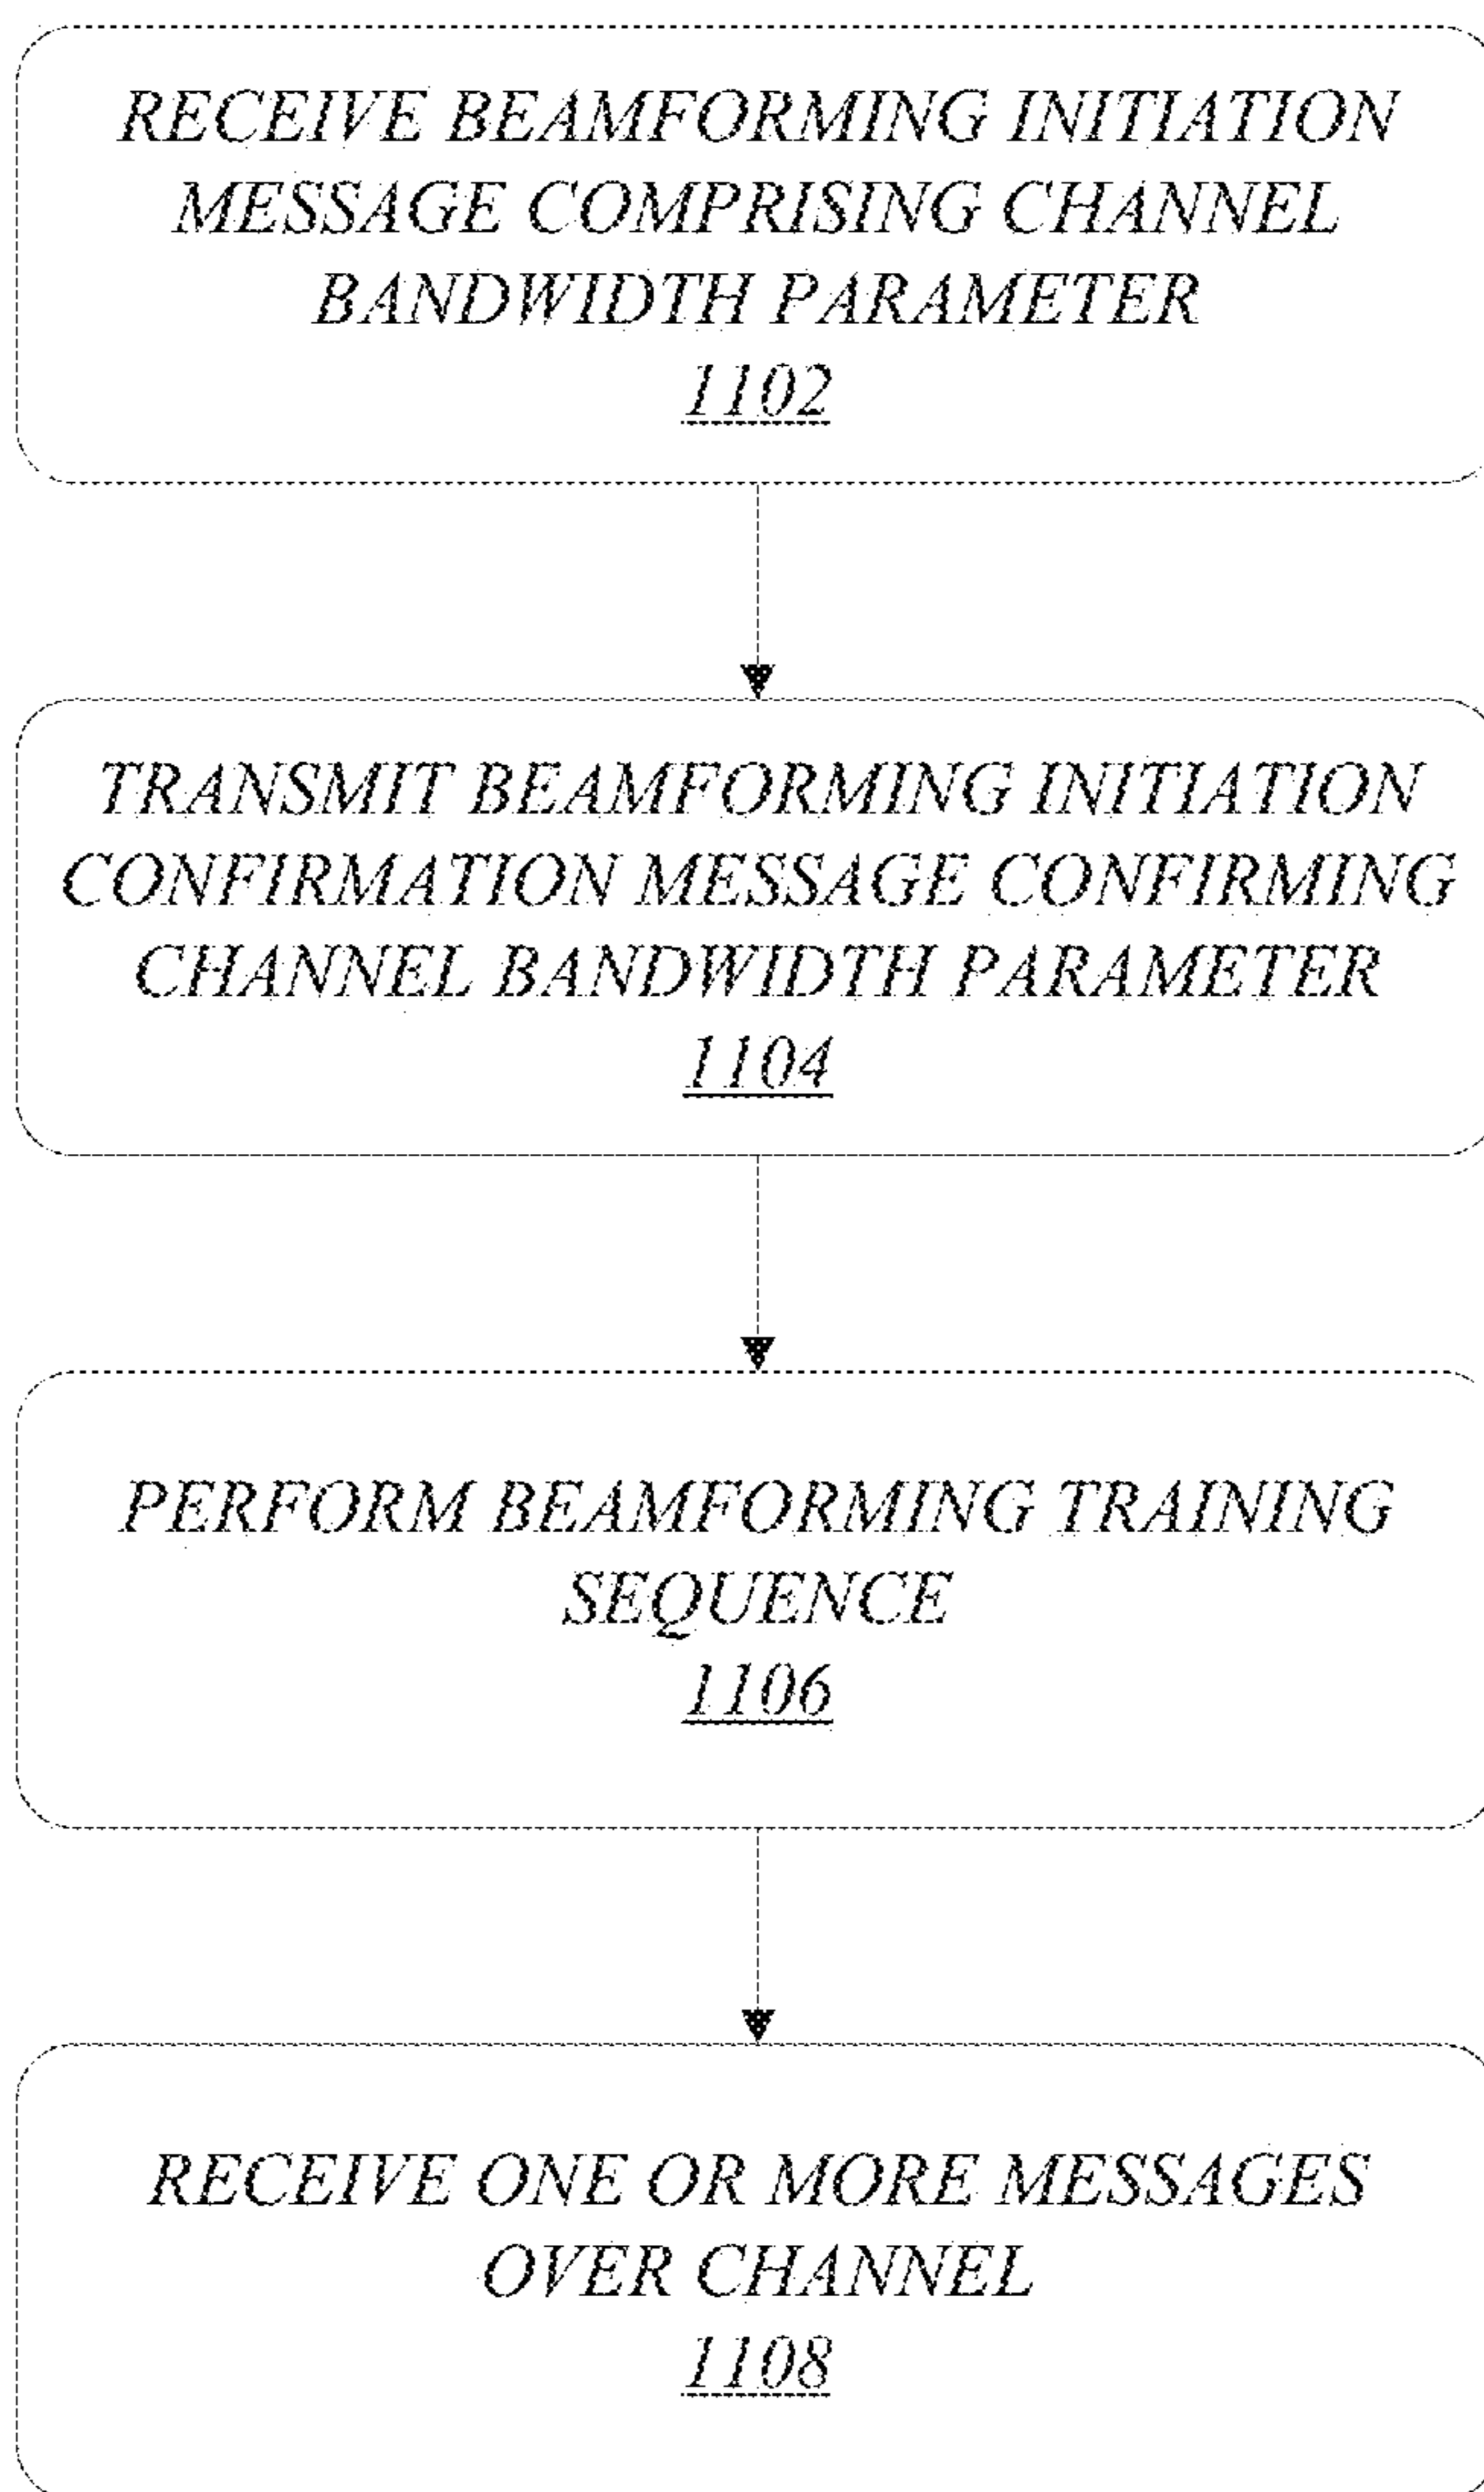 RECEIVE BEAMFORMING INITIATION
MESSAGE COMPRISING CHANNEL
BANDWIDTH PARAMETER
1102
TRANSMIT BEAMFORMING INITIATION
CONFIRMATION MESSAGE CONFIRMING
CHANNEL BANDWIDTH PARAMETER
1104
PERFORM BEAMFORMING TRAINING
SEQUENCE
1106
RECEIVE ONE OR MORE MESSAGES
OVER CHANNEL
1108